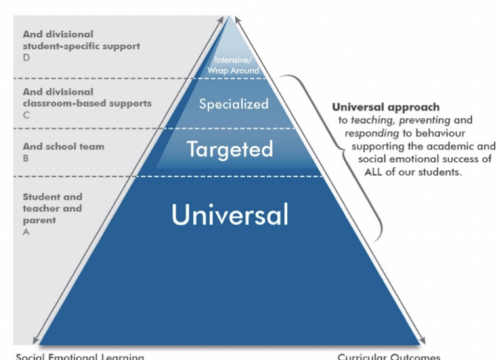 And divisional
student-specific support
D
Intensive/
Wrap Around
And divisional
classroom-based supports
C
Specialized
And school team
B
Targeted
Student and
teacher and
parent
A
Universal
Universal approach
to teaching, preventing and
responding to behaviour
supporting the academic and
social emotional success of
ALL of our students.
Social Emotional Learning
Curricular Outcomes